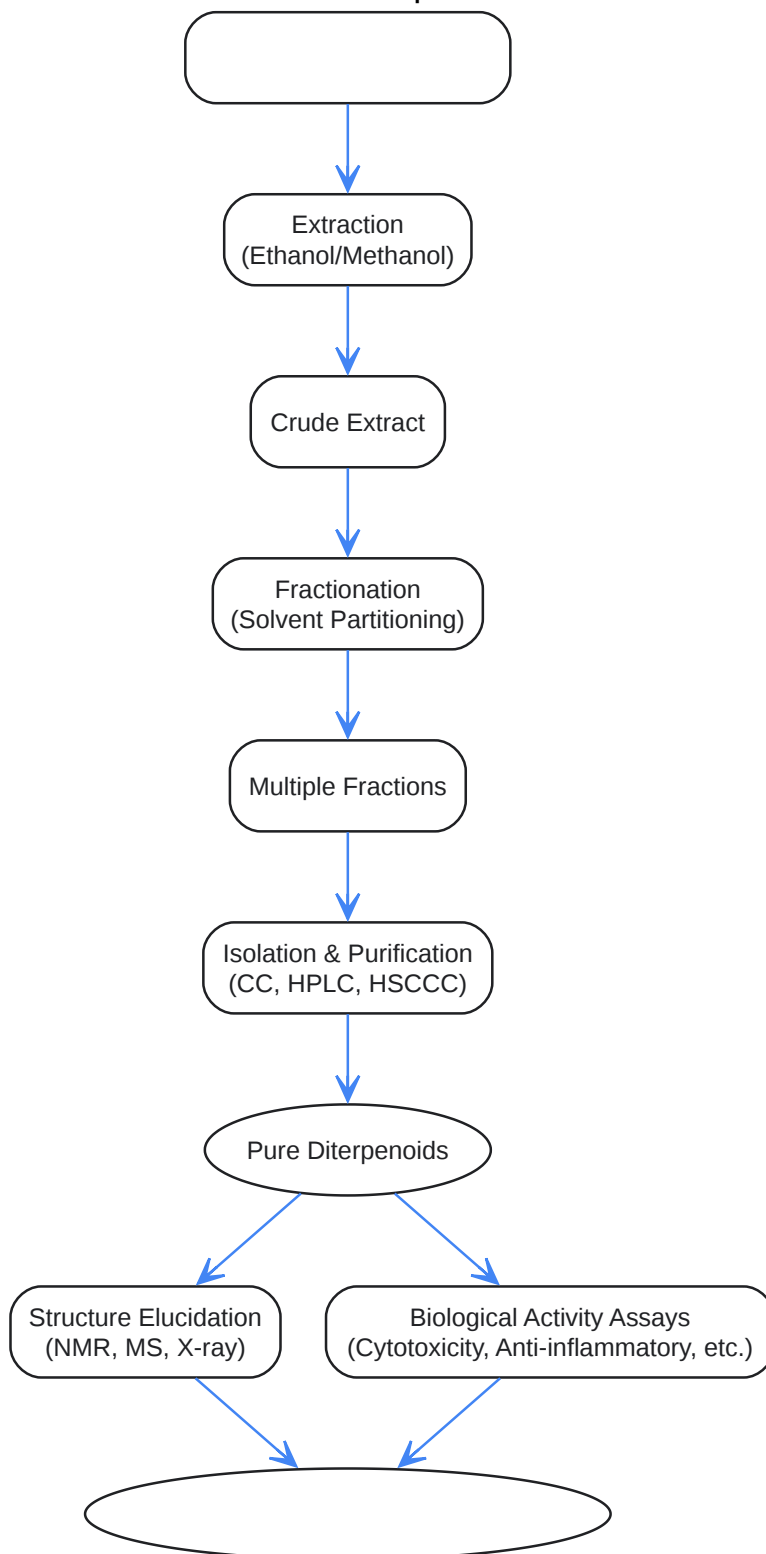 Extraction
(Ethanol/Methanol)
Crude Extract
Fractionation
(Solvent Partitioning)
Multiple Fractions
Isolation & Purification
(CC, HPLC, HSCCC)
Pure Diterpenoids
Structure Elucidation
(NMR, MS, X-ray)
Biological Activity Assays
(Cytotoxicity, Anti-inflammatory, etc.)